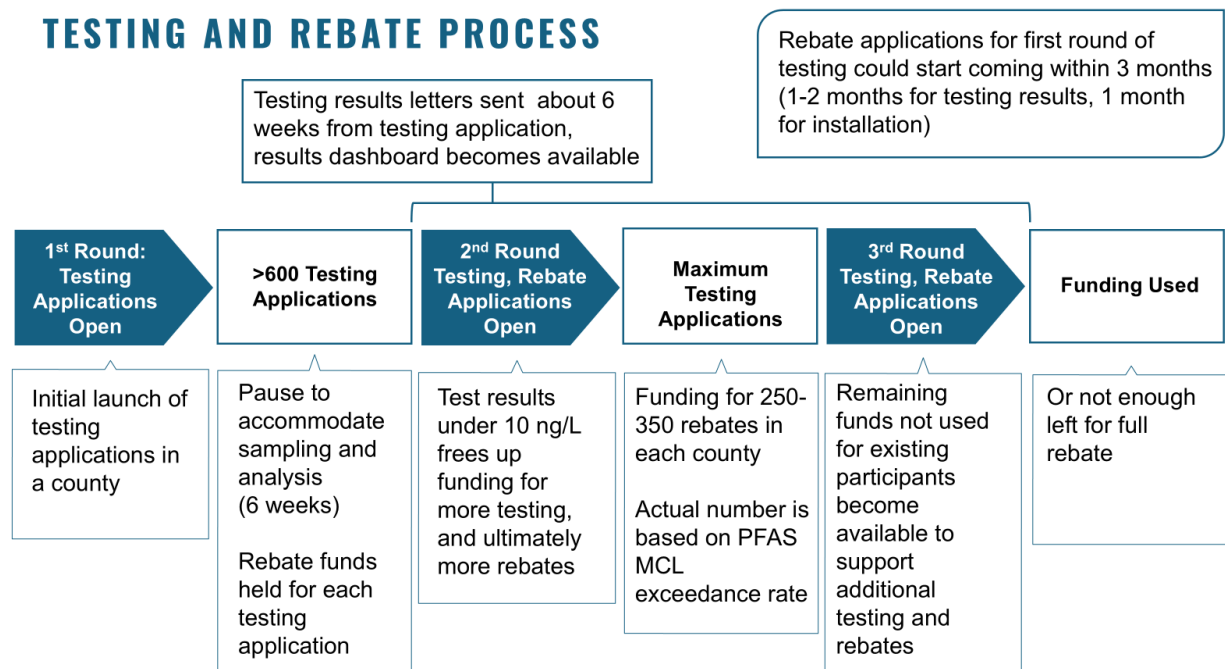 TESTING AND REBATE PROCESS
Rebate applications for first round of
testing could start coming within 3 months
(1-2 months for testing results, 1 month
for installation)
Testing results letters sent  about 6
weeks from testing application,
results dashboard becomes available
1st Round:
Testing
Applications
Open
>600 Testing
Applications
2nd Round
Testing, Rebate
Applications
Open
Maximum
Testing
Applications
3rd Round
Testing, Rebate
Applications
Open
Funding Used
Initial launch of
testing
applications in
a county
Pause to
accommodate
sampling and
analysis
(6 weeks)
Rebate funds
held for each
testing
application
Test results
under 10 ng/L
frees up
funding for
more testing,
and ultimately
more rebates
Funding for 250-
350 rebates in
each county
Actual number is
based on PFAS
MCL
exceedance rate
Remaining
funds not used
for existing
participants
become
available to
support
additional
testing and
rebates
Or not enough
left for full
rebate